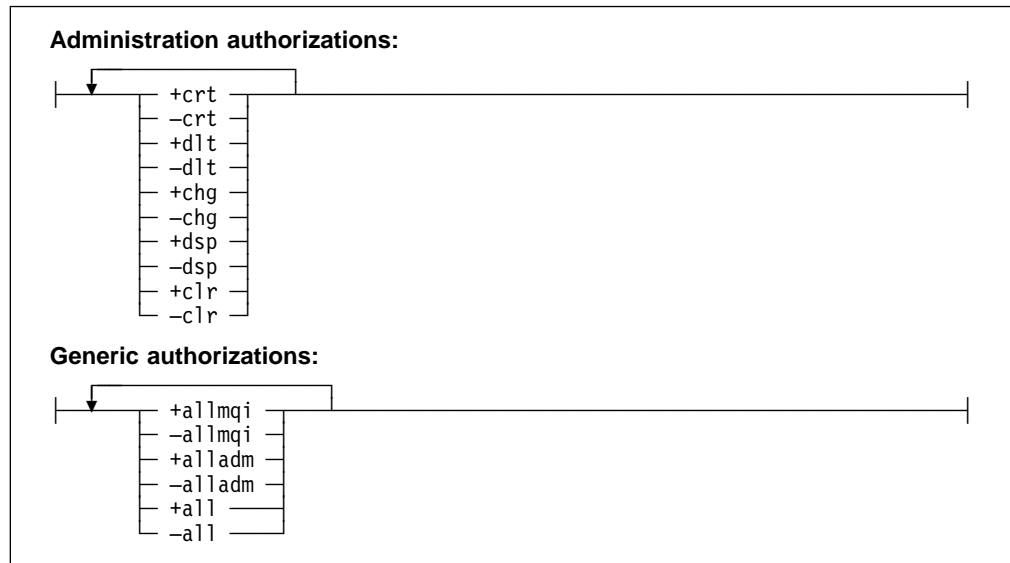 Administration authorizations:
+crt
–crt
+dlt
–dlt
+chg
–chg
+dsp
–dsp
+clr
–clr
Generic authorizations:
+allmqi
–allmqi
+alladm
–alladm
+all
–all